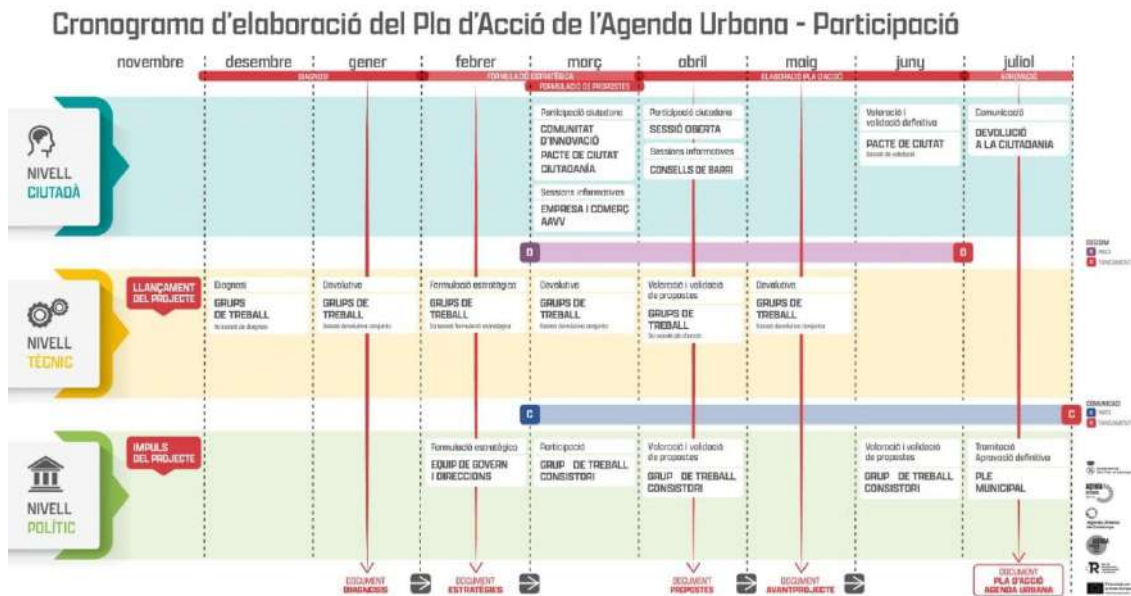 Cronograma d'elaboració del Pla d'Acció de l'Agenda Urbana - Participació
novembre desembre gener febrer març abril maig juny juliol
DIAGNOSI FORMULACIÓ ESTRATÈGICA ELABORACIÓ PLA D'ACCIÓ APROVACIÓ
FORMULACIÓ DE PROPOSTES
NIVELL
CIUTADÀ
Participació ciutadana
COMUNITAT
D'INNOVACIÓ
PACTE DE CIUTAT
CIUTADANIA
Sessions informatives
EMPRESA I COMERÇ
AAVV
Participació ciutadana
SESSIÓ OBERTA
Sessions informatives
CONSELLS DE BARRI
Valoració i
validació definitiva
PACTE DE CIUTAT
Comunicació
DEVOLUCIÓ
A LA CIUTADANIA
D
D
NIVELL
TÈCNIC
LLANÇAMENT
DEL PROJECTE
Diagnosi
GRUPS
DE TREBALL
Devolutiva
GRUPS DE
TREBALL
Formulació estratègica
GRUPS DE
TREBALL
Devolutiva
GRUPS DE
TREBALL
Valoració i validació
de propostes
GRUPS DE
TREBALL
Devolutiva
GRUPS DE
TREBALL
C
C
COMUNICACIÓ
NIVELL
POLÍTIC
IMPULS
DEL PROJECTE
Formulació estratègica
EQUIP DE GOVERN
I DIRECCIONS
Participació
GRUP DE TREBALL
CONSISTORI
Valoració i validació
de propostes
GRUP DE TREBALL
CONSISTORI
Valoració i validació
de propostes
GRUP DE TREBALL
CONSISTORI
Tramitació
Aprovació definitiva
PLE
MUNICIPAL
DOCUMENT
DIAGNOSIS
DOCUMENT
ESTRATÈGIES
DOCUMENT
PROPOSTES
DOCUMENT
AVANTPROJECTE
DOCUMENT
PLA D'ACCIÓ
AGENDA URBANA